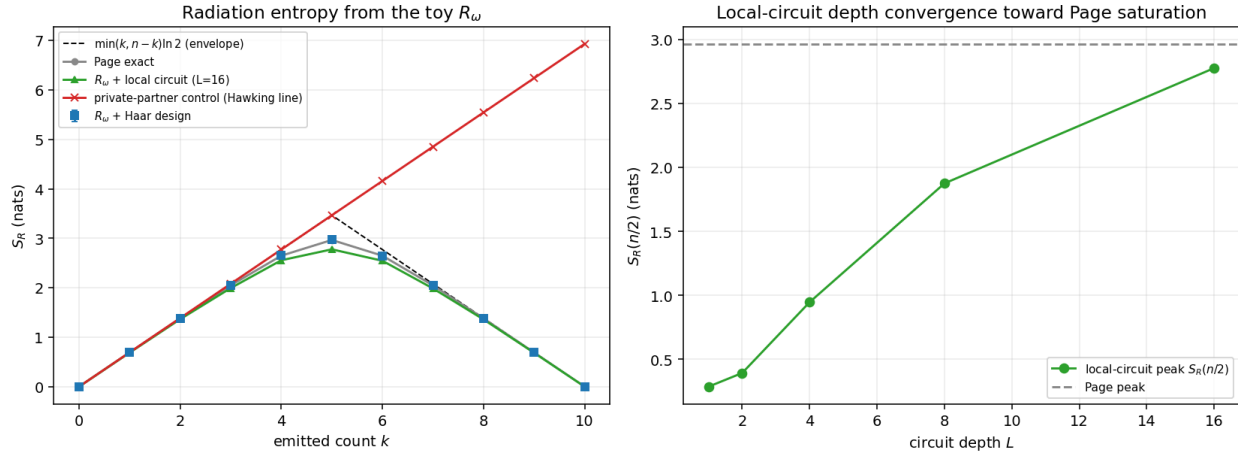 Radiation entropy from the toy R_ω
7
6
5
4
3
2
1
0
S_R (nats)
min(k, n − k)ln 2 (envelope)
Page exact
R_ω + local circuit (L=16)
private-partner control (Hawking line)
R_ω + Haar design
0 2 4 6 8 10
emitted count k
Local-circuit depth convergence toward Page saturation
3.0
2.5
2.0
1.5
1.0
0.5
S_R(n/2) (nats)
local-circuit peak S_R(n/2)
Page peak
2 4 6 8 10 12 14 16
circuit depth L